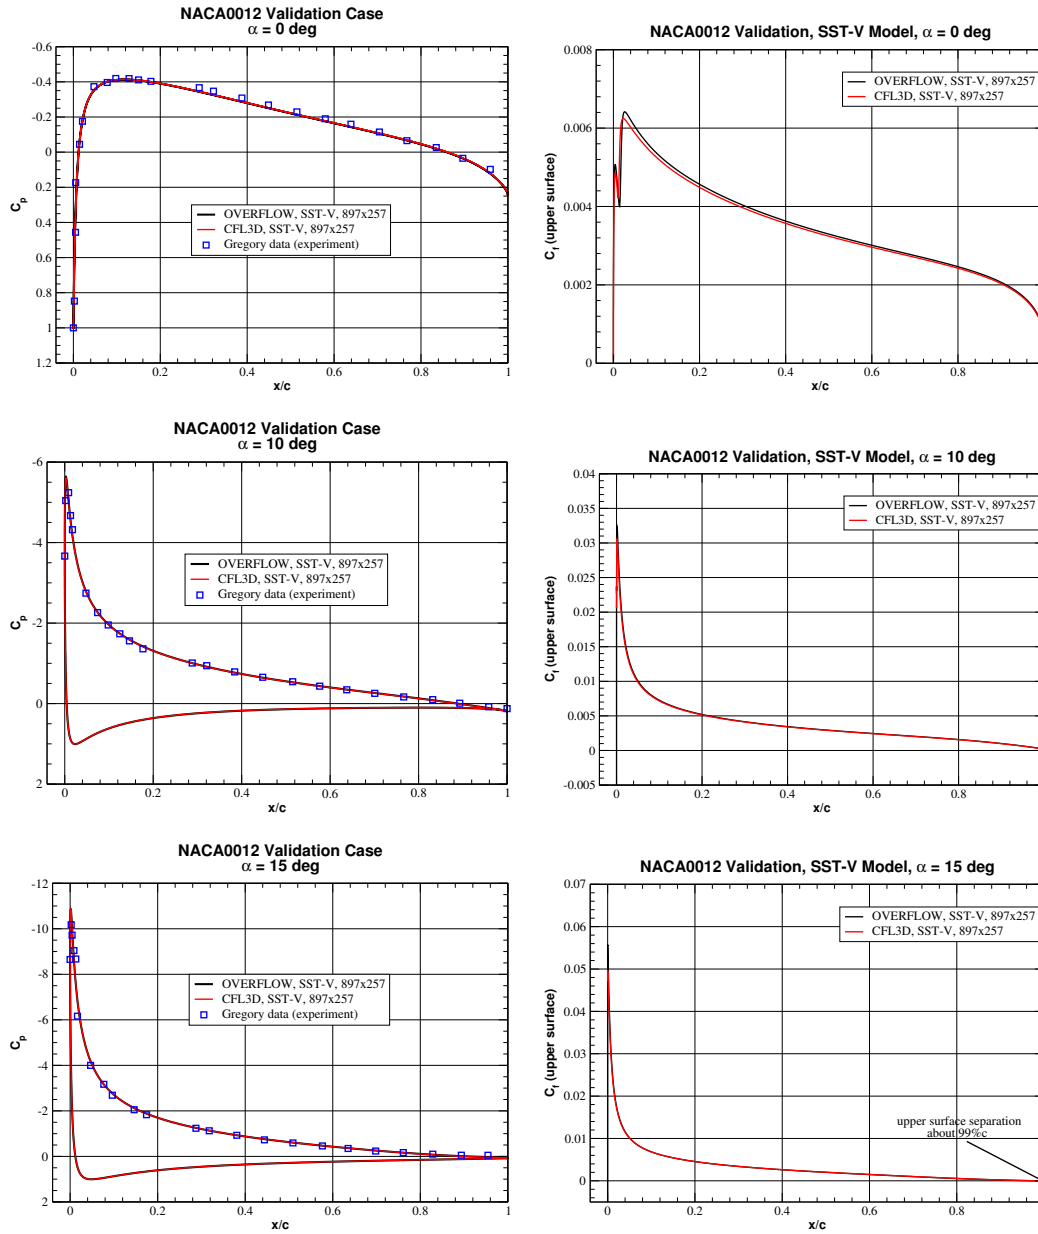 NACA0012 Validation Case
α = 0 deg
-0.6
-0.4
-0.2
0
0.2
0.4
0.6
0.8
1
1.2
Cp
OVERFLOW, SST-V, 897x257
CFL3D, SST-V, 897x257
Gregory data (experiment)
0
0.2
0.4
0.6
0.8
1
x/c
NACA0012 Validation, SST-V Model, α = 0 deg
0.008
0.006
0.004
0.002
0
Cf (upper surface)
OVERFLOW, SST-V, 897x257
CFL3D, SST-V, 897x257
0
0.2
0.4
0.6
0.8
x/c
NACA0012 Validation Case
α = 10 deg
-6
-4
-2
0
2
Cp
OVERFLOW, SST-V, 897x257
CFL3D, SST-V, 897x257
Gregory data (experiment)
0
0.2
0.4
0.6
0.8
1
x/c
NACA0012 Validation, SST-V Model, α = 10 deg
0.04
0.035
0.03
0.025
0.02
0.015
0.01
0.005
0
-0.005
Cf (upper surface)
OVERFLOW, SST-V, 897x257
CFL3D, SST-V, 897x257
0
0.2
0.4
0.6
0.8
x/c
NACA0012 Validation Case
α = 15 deg
-12
-10
-8
-6
-4
-2
0
2
Cp
OVERFLOW, SST-V, 897x257
CFL3D, SST-V, 897x257
Gregory data (experiment)
0
0.2
0.4
0.6
0.8
1
x/c
NACA0012 Validation, SST-V Model, α = 15 deg
0.07
0.06
0.05
0.04
0.03
0.02
0.01
0
Cf (upper surface)
OVERFLOW, SST-V, 897x257
CFL3D, SST-V, 897x257
upper surface separation
about 99%c
0
0.2
0.4
0.6
0.8
x/c